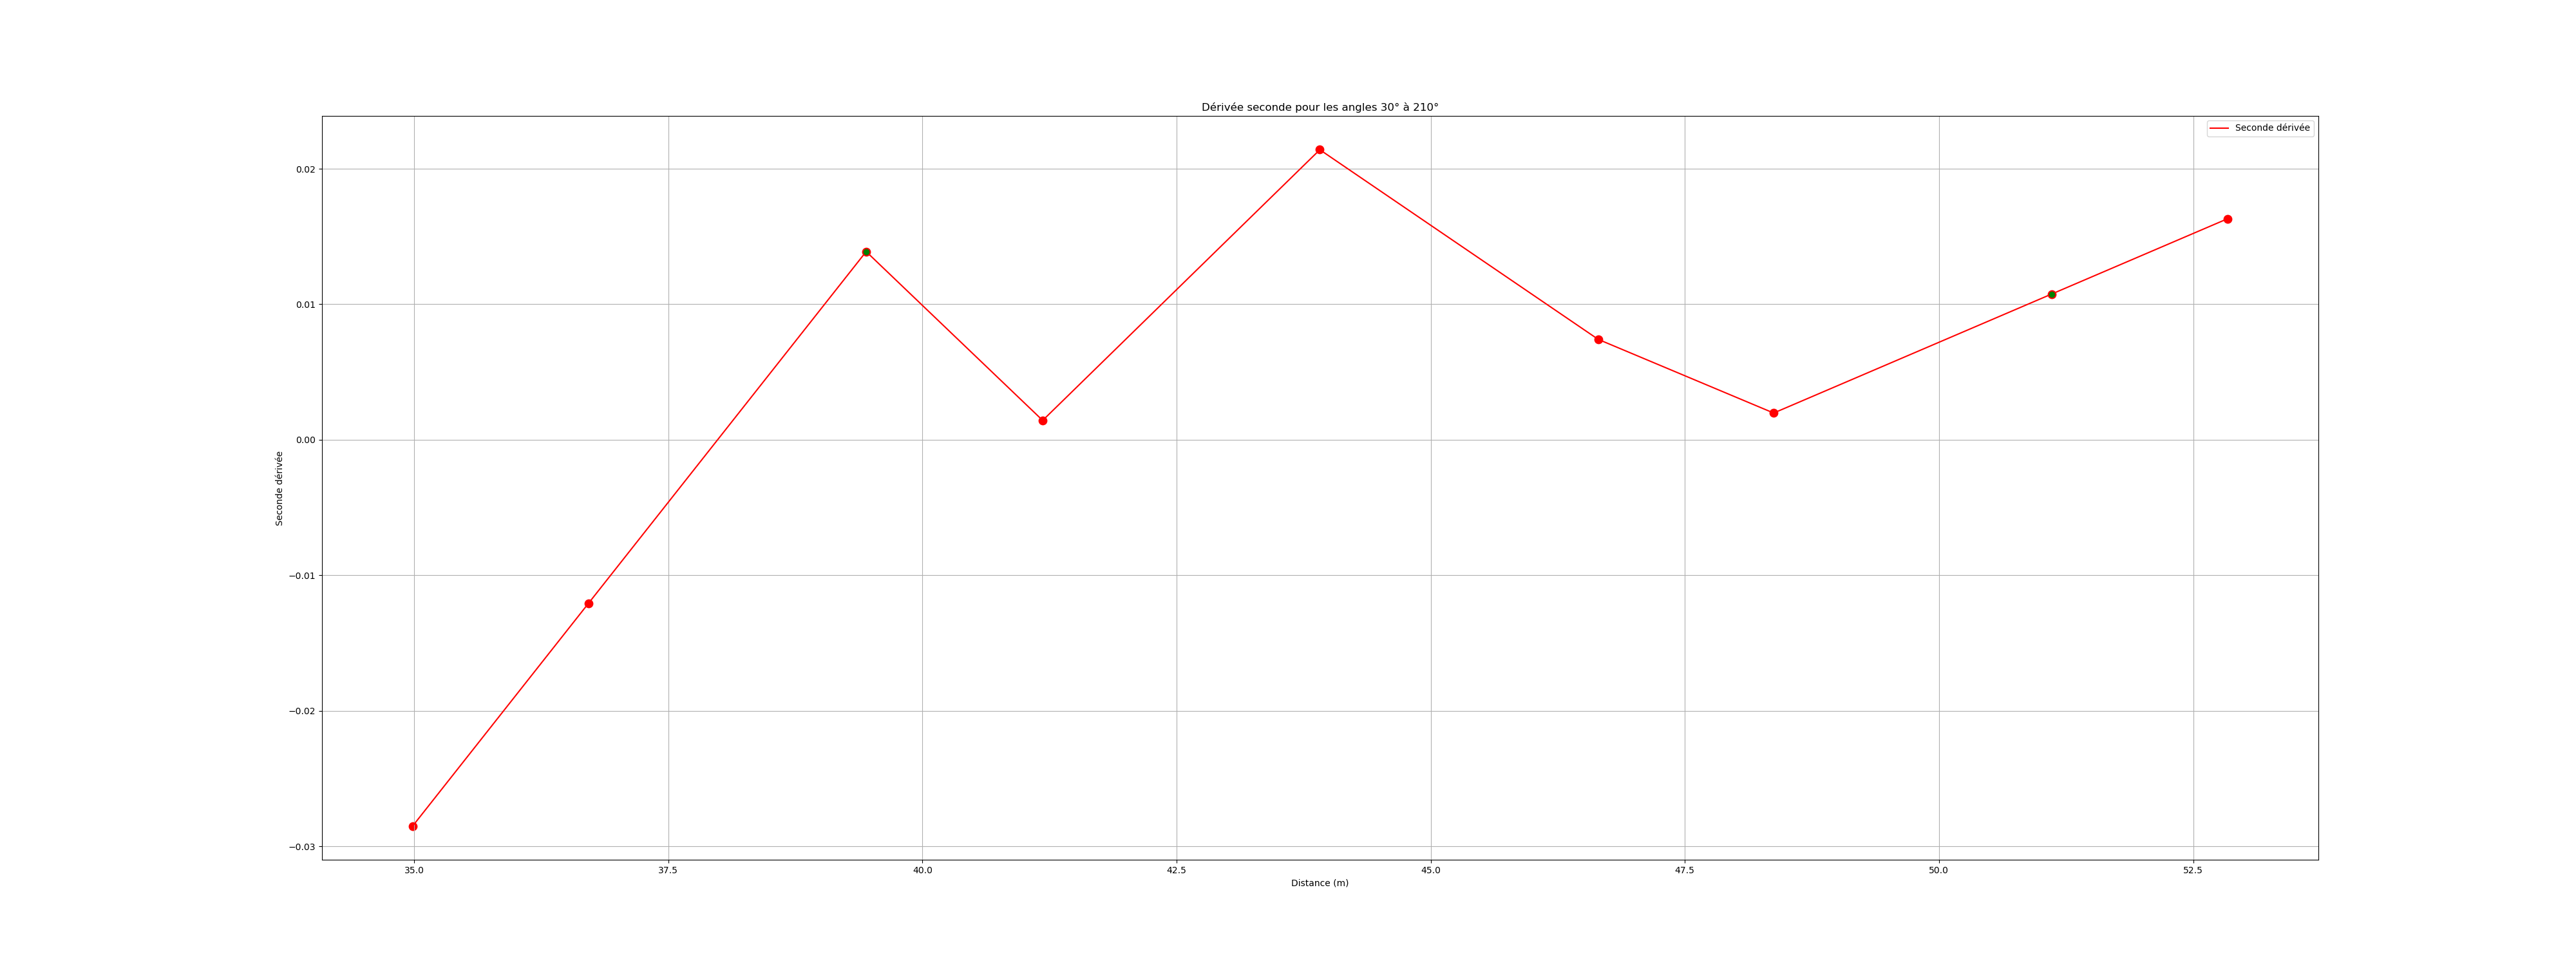 Dérivée seconde pour les angles 30° à 210°
Seconde dérivée
0.02
0.01
0.00
−0.01
−0.02
−0.03
Seconde dérivée
35.0 37.5 40.0 42.5 45.0 47.5 50.0 52.5
Distance (m)